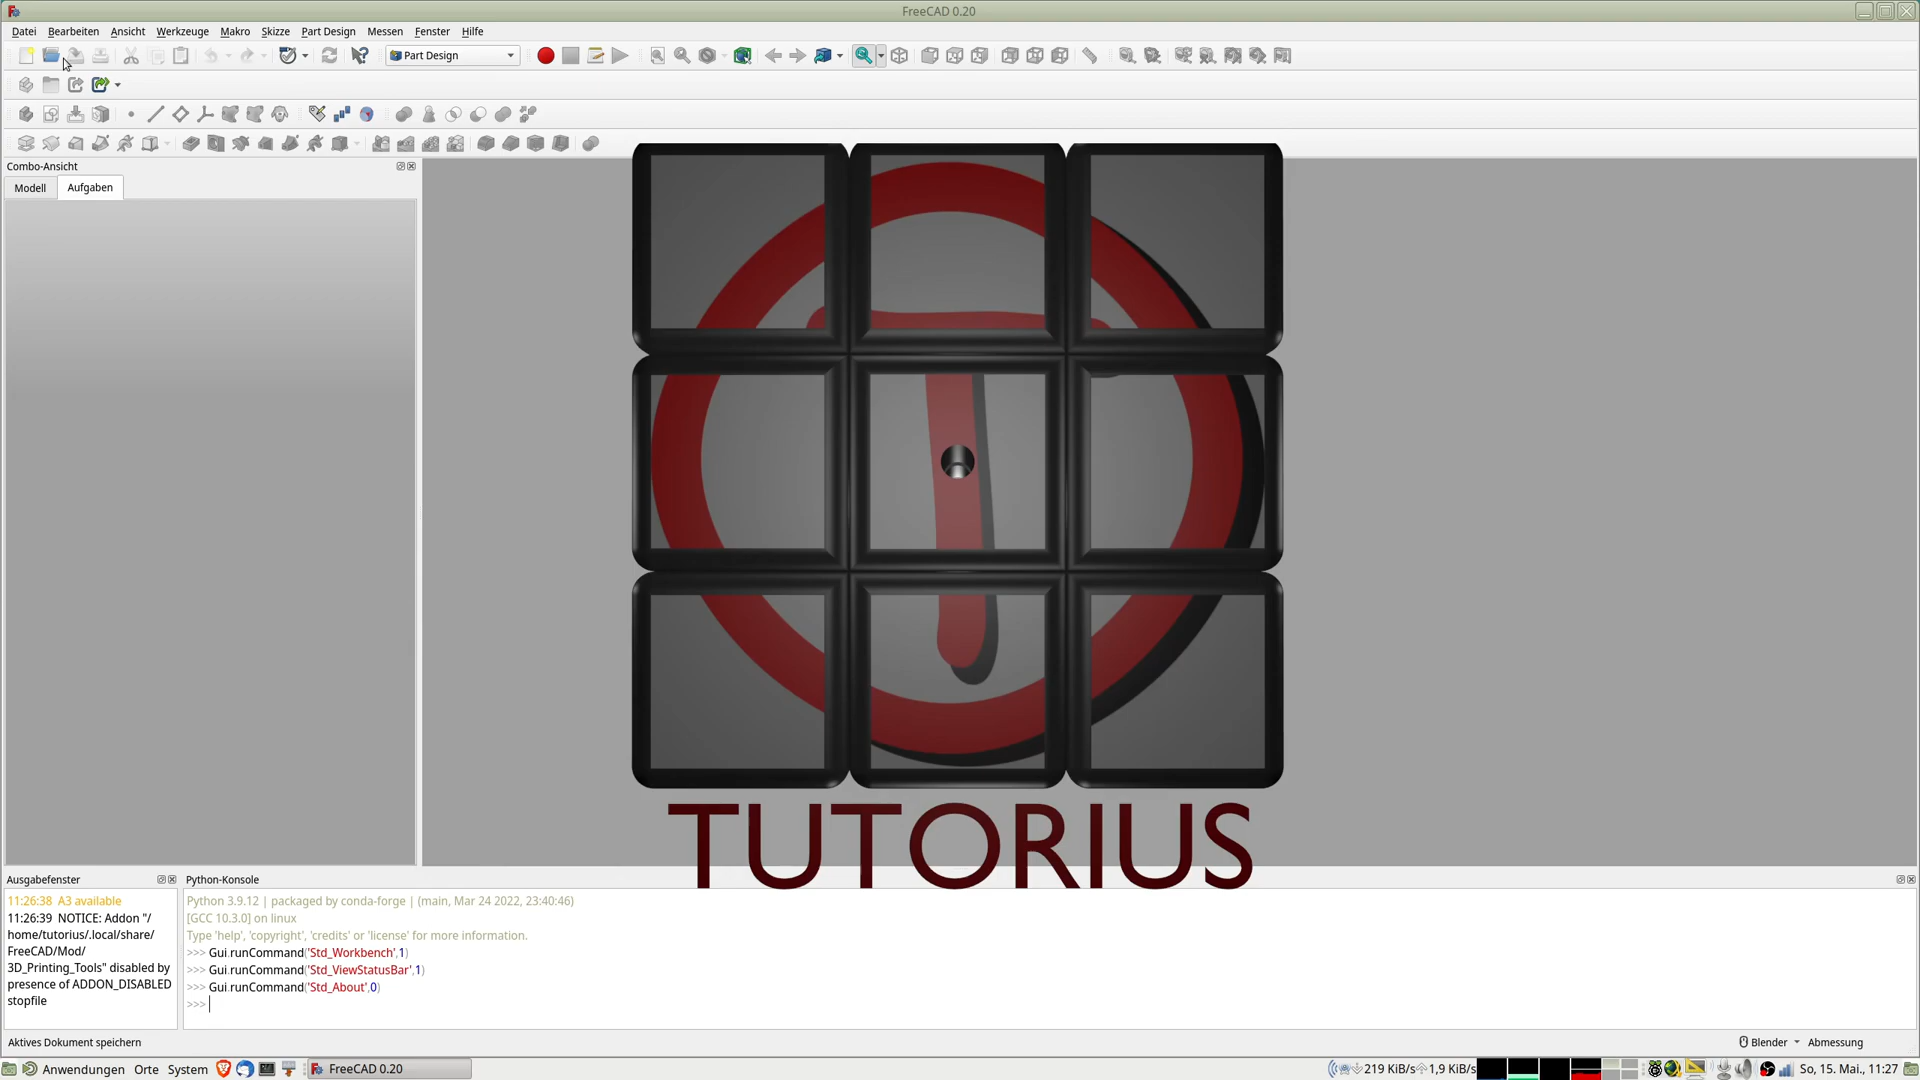 FreeCAD 0.20
Datei Bearbeiten Ansicht Werkzeuge Makro Skizze Part Design Messen Fenster Hilfe
Part Design
Combo-Ansicht
Modell Aufgaben
TUTORIUS
Ausgabefenster
11:26:38 A3 available
11:26:39 NOTICE: Addon "/
home/tutorius/.local/share/
FreeCAD/Mod/
3D_Printing_Tools" disabled by
presence of ADDON_DISABLED
stopfile
Python-Konsole
Python 3.9.12 | packaged by conda-forge | (main, Mar 24 2022, 23:40:46)
[GCC 10.3.0] on linux
Type 'help', 'copyright', 'credits' or 'license' for more information.
>>> Gui.runCommand('Std_Workbench',1)
>>> Gui.runCommand('Std_ViewStatusBar',1)
>>> Gui.runCommand('Std_About',0)
>>>
Aktives Dokument speichern
Blender Abmessung
Anwendungen Orte System FreeCAD 0.20 219 KiB/s 1,9 KiB/s So, 15. Mai., 11:27